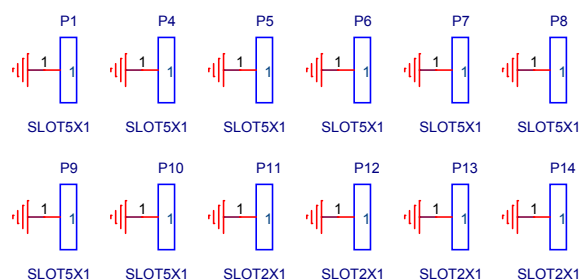 P1 P4 P5 P6 P7 P8
1 1 1 1 1 1 1 1 1 1 1 1
SLOT5X1 SLOT5X1 SLOT5X1 SLOT5X1 SLOT5X1 SLOT5X1
P9 P10 P11 P12 P13 P14
1 1 1 1 1 1 1 1 1 1 1 1
SLOT5X1 SLOT5X1 SLOT2X1 SLOT2X1 SLOT2X1 SLOT2X1